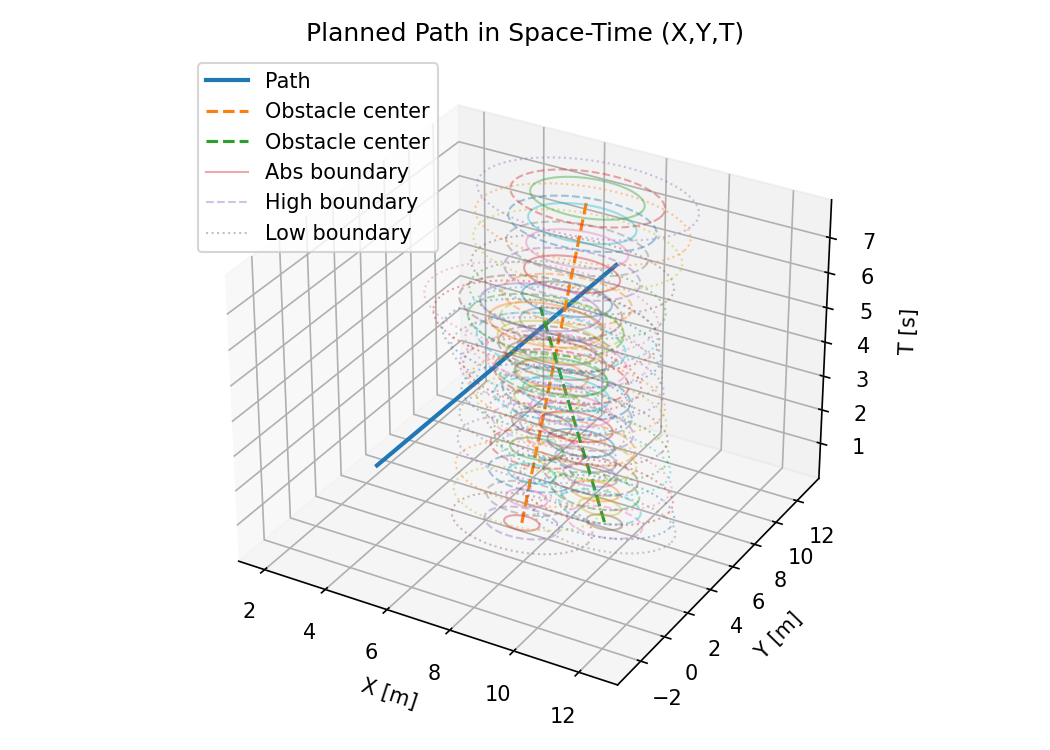 Planned Path in Space-Time (X,Y,T)
Path
Obstacle center
Obstacle center
Abs boundary
High boundary
Low boundary
7
6
5
4
3
2
1
T [s]
12
10
8
6
4
2
0
−2
Y [m]
2
4
6
8
10
12
X [m]